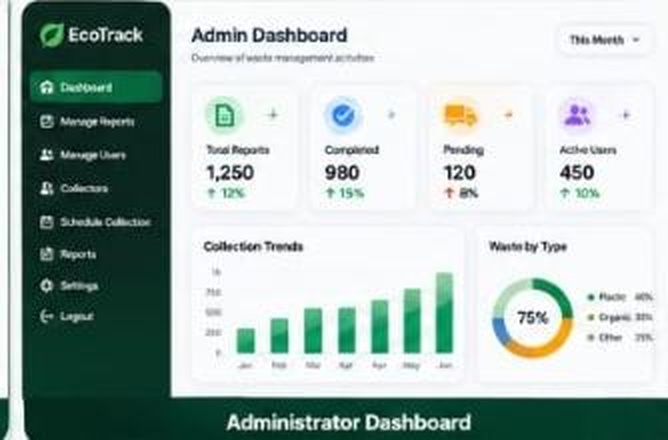 EcoTrack
Dashboard
Manage Reports
Manage Users
Collectors
Schedule Collection
Reports
Settings
Logout
Admin Dashboard
Overview of waste management activities
This Month
Total Reports
1,250
↑ 12%
Completed
980
↑ 15%
Pending
120
↑ 8%
Active Users
450
↑ 10%
Collection Trends
1k
750
500
250
Jan Feb Mar Apr May Jun
Waste by Type
75%
Plastic
Organic
Other
Administrator Dashboard